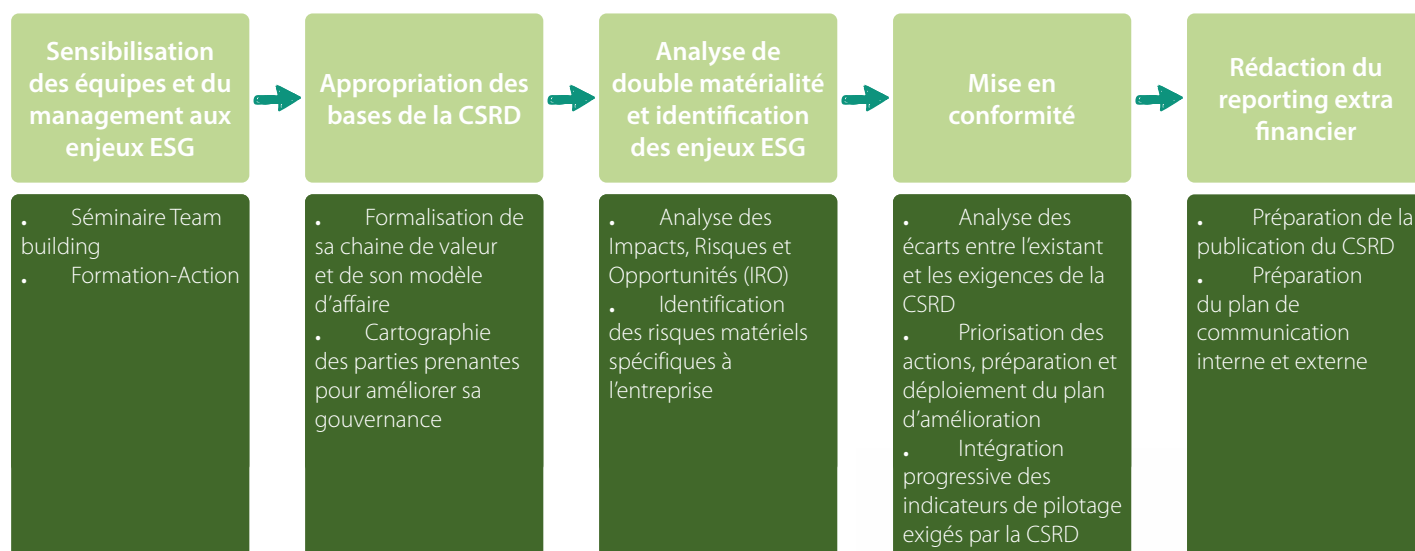 Sensibilisation
des équipes et du
management aux
enjeux ESG
Appropriation des
bases de la CSRD
Analyse de
double matérialité
et identification
des enjeux ESG
Mise en
conformité
Rédaction du
reporting extra
financier
. Séminaire Team
building
. Formation-Action
. Formalisation de
sa chaine de valeur
et de son modèle
d’affaire
. Cartographie
des parties prenantes
pour améliorer sa
gouvernance
. Analyse des
Impacts, Risques et
Opportunités (IRO)
. Identification
des risques matériels
spécifiques à
l’entreprise
. Analyse des
écarts entre l’existant
et les exigences de la
CSRD
. Priorisation des
actions, préparation et
déploiement du plan
d’amélioration
. Intégration
progressive des
indicateurs de pilotage
exigés par la CSRD
. Préparation de la
publication du CSRD
. Préparation
du plan de
communication
interne et externe